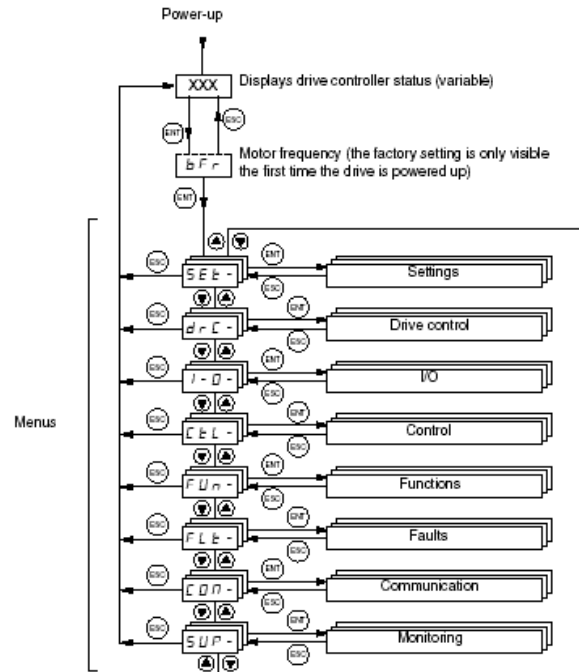 Power-up
XXX
Displays drive controller status (variable)
ENT
ESC
bFr
Motor frequency (the factory setting is only visible
the first time the drive is powered up)
ENT
ESC
SEt-
ENT
ESC
Settings
ESC
drC-
ENT
ESC
Drive control
ESC
I-O-
ENT
ESC
I/O
Menus
ESC
CtL-
ENT
ESC
Control
ESC
FUn-
ENT
ESC
Functions
ESC
FLt-
ENT
ESC
Faults
ESC
COM-
ENT
ESC
Communication
ESC
SUP-
ENT
ESC
Monitoring